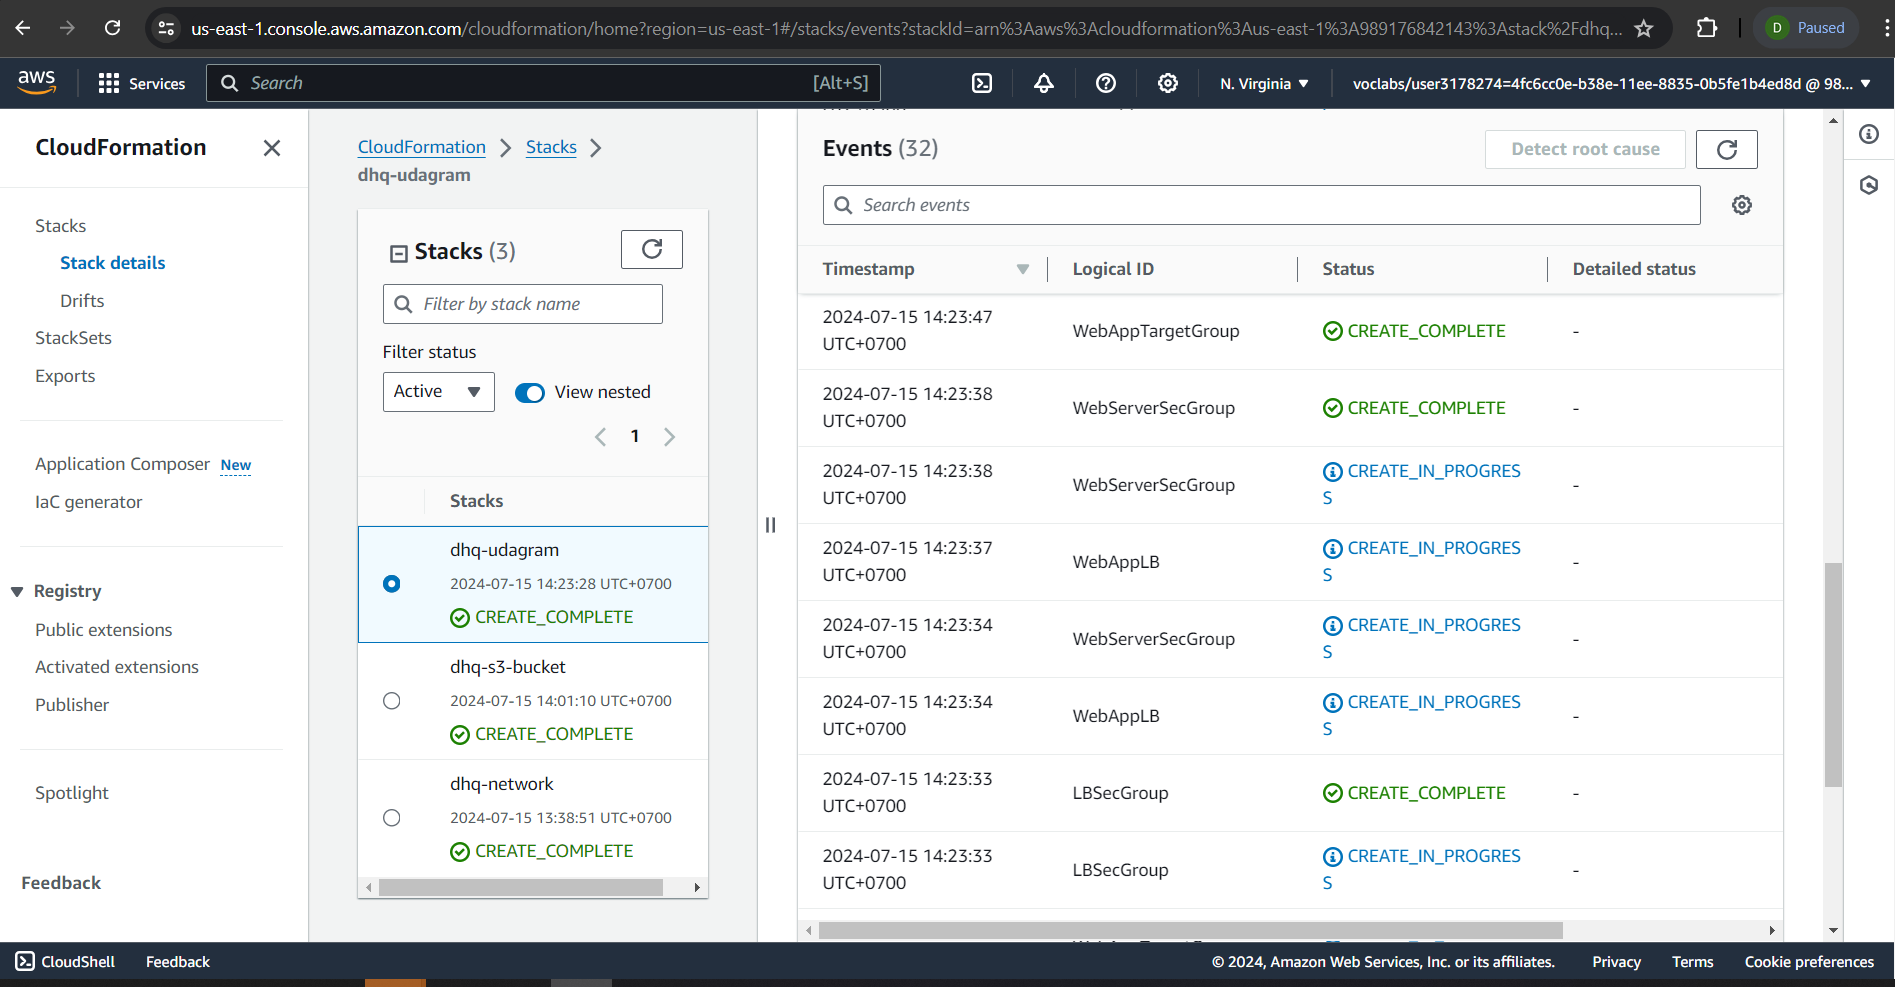 us-east-1.console.aws.amazon.com/cloudformation/home?region=us-east-1#/stacks/events?stackId=arn%3Aaws%3Acloudformation%3Aus-east-1%3A989176842143%3Astack%2Fdhq...
D Paused
aws
Services
Search [Alt+S]
N. Virginia
voclabs/user3178274=4fc6cc0e-b38e-11ee-8835-0b5fe1b4ed8d @ 98...
CloudFormation
Stacks
Stack details
Drifts
StackSets
Exports
Application Composer New
IaC generator
Registry
Public extensions
Activated extensions
Publisher
Spotlight
Feedback
CloudFormation
Stacks
dhq-udagram
Stacks (3)
Filter by stack name
Filter status
Active
View nested
1
Stacks
dhq-udagram
2024-07-15 14:23:28 UTC+0700
CREATE_COMPLETE
dhq-s3-bucket
2024-07-15 14:01:10 UTC+0700
CREATE_COMPLETE
dhq-network
2024-07-15 13:38:51 UTC+0700
CREATE_COMPLETE
Events (32)
Detect root cause
Search events
Timestamp Logical ID Status Detailed status
2024-07-15 14:23:47
UTC+0700
WebAppTargetGroup
CREATE_COMPLETE
-
2024-07-15 14:23:38
UTC+0700
WebServerSecGroup
CREATE_COMPLETE
-
2024-07-15 14:23:38
UTC+0700
WebServerSecGroup
CREATE_IN_PROGRES
S
-
2024-07-15 14:23:37
UTC+0700
WebAppLB
CREATE_IN_PROGRES
S
-
2024-07-15 14:23:34
UTC+0700
WebServerSecGroup
CREATE_IN_PROGRES
S
-
2024-07-15 14:23:34
UTC+0700
WebAppLB
CREATE_IN_PROGRES
S
-
2024-07-15 14:23:33
UTC+0700
LBSecGroup
CREATE_COMPLETE
-
2024-07-15 14:23:33
UTC+0700
LBSecGroup
CREATE_IN_PROGRES
S
-
CloudShell
Feedback
© 2024, Amazon Web Services, Inc. or its affiliates.
Privacy
Terms
Cookie preferences